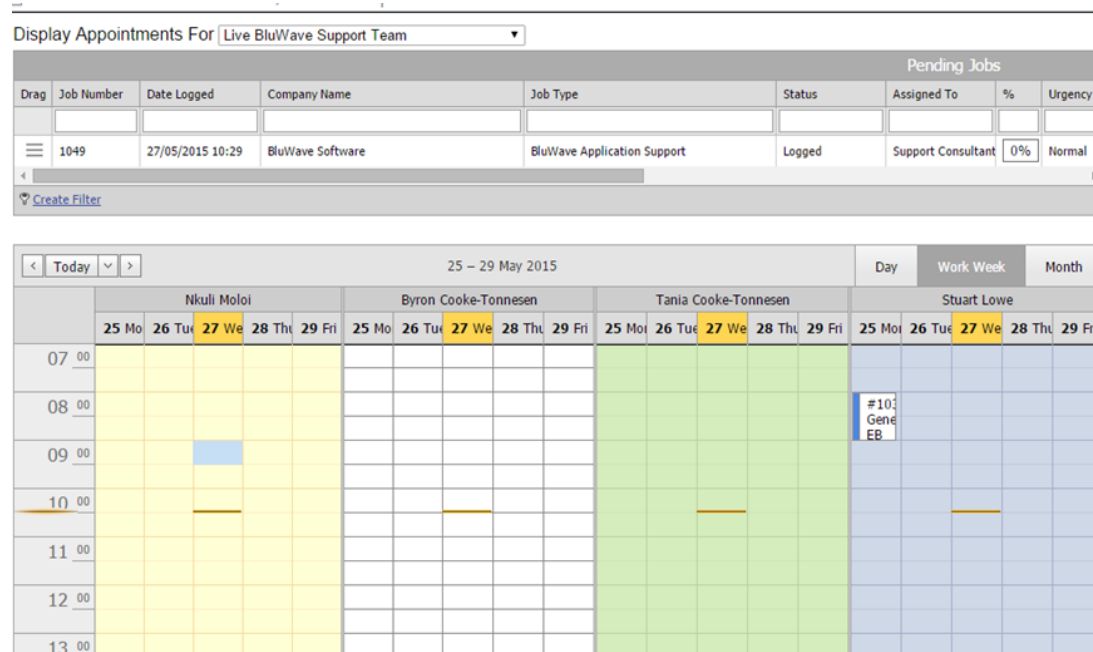 Display Appointments For Live BluWave Support Team
Pending Jobs
Drag Job Number Date Logged Company Name Job Type Status Assigned To % Urgency
1049 27/05/2015 10:29 BluWave Software BluWave Application Support Logged Support Consultant 0% Normal
Create Filter
Today 25 – 29 May 2015 Day Work Week Month
Nkuli Moloi Byron Cooke-Tonnesen Tania Cooke-Tonnesen Stuart Lowe
25 Mo 26 Tue 27 We 28 Thu 29 Fri 25 Mo 26 Tue 27 We 28 Thu 29 Fri 25 Mo 26 Tue 27 We 28 Thu 29 Fri 25 Mo 26 Tue 27 We 28 Thu 29 Fr
07 00
08 00 #103
Gene
EB
09 00
10 00
11 00
12 00
13 00